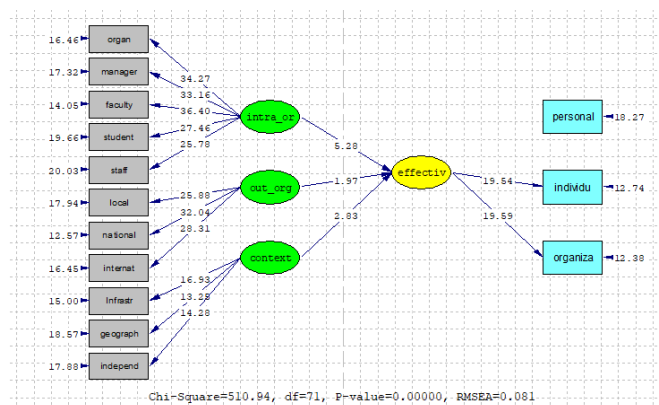 16.46 organ
17.32 manager
14.05 faculty
19.66 student
20.03 staff
17.94 local
12.57 national
16.45 internat
15.00 Infrastr
18.57 geograph
17.88 independ
34.27
33.16
36.40
27.46
25.78
25.88
32.04
28.31
16.93
13.25
14.28
intra_or
out_org
context
5.28
1.97
2.83
effectiv
19.54
19.59
personal 18.27
individu 12.74
organiza 12.38
Chi-Square=510.94, df=71, P-value=0.00000, RMSEA=0.081